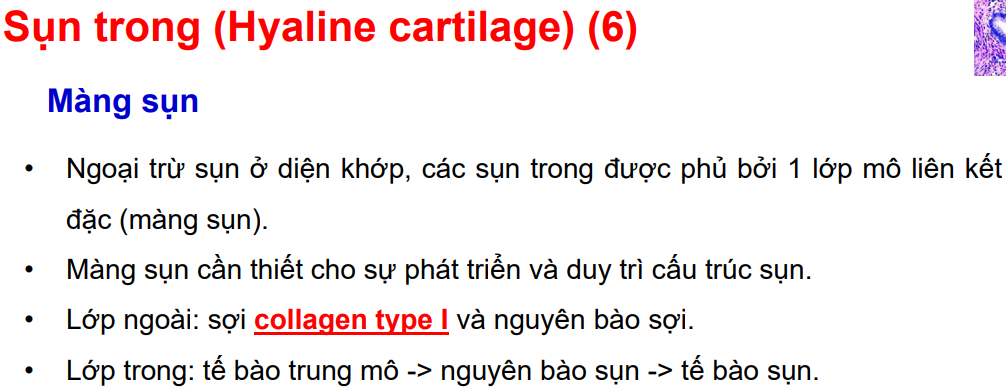 Sụn trong (Hyaline cartilage) (6)
Màng sụn
• Ngoại trừ sụn ở diện khớp, các sụn trong được phủ bởi 1 lớp mô liên kết
đặc (màng sụn).
• Màng sụn cần thiết cho sự phát triển và duy trì cấu trúc sụn.
• Lớp ngoài: sợi collagen type I và nguyên bào sợi.
• Lớp trong: tế bào trung mô -> nguyên bào sụn -> tế bào sụn.